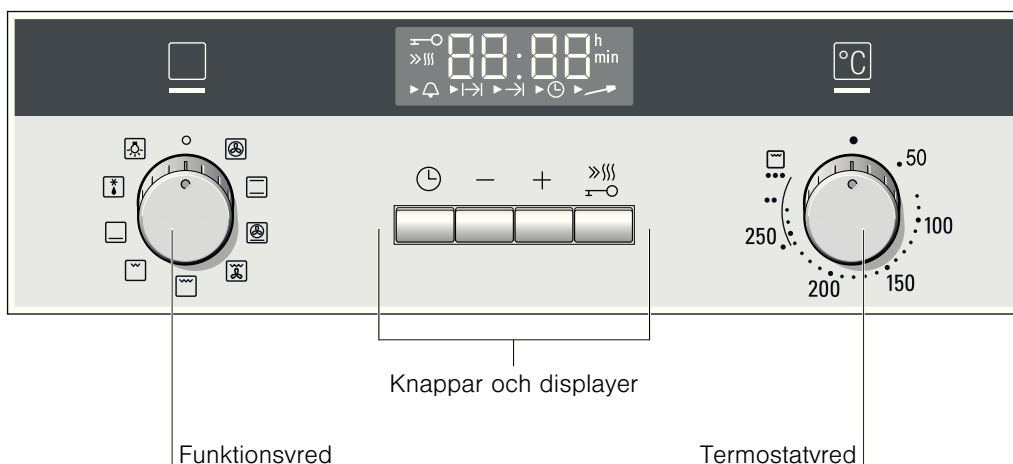 88:88 h
min
°C
50
100
150
200
250
Knappar och displayer
Funktionsvred
Termostatvred